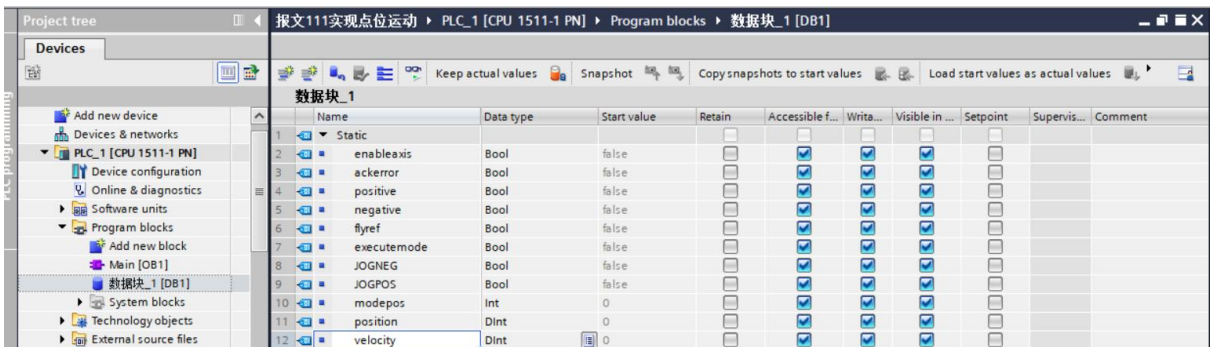 Project tree
报文111实现点位运动 ▸ PLC_1 [CPU 1511-1 PN] ▸ Program blocks ▸ 数据块_1 [DB1]
Devices
Keep actual values Snapshot Copy snapshots to start values Load start values as actual values
PLC programming
数据块_1
Name Data type Start value Retain Accessible f... Writa... Visible in ... Setpoint Supervis... Comment
1 Static
2 enableaxis Bool false
3 ackerror Bool false
4 positive Bool false
5 negative Bool false
6 flyref Bool false
7 executemode Bool false
8 JOGNEG Bool false
9 JOGPOS Bool false
10 modepos Int 0
11 position DInt 0
12 velocity DInt 0
Add new device
Devices & networks
PLC_1 [CPU 1511-1 PN]
Device configuration
Online & diagnostics
Software units
Program blocks
Add new block
Main [OB1]
数据块_1 [DB1]
System blocks
Technology objects
External source files